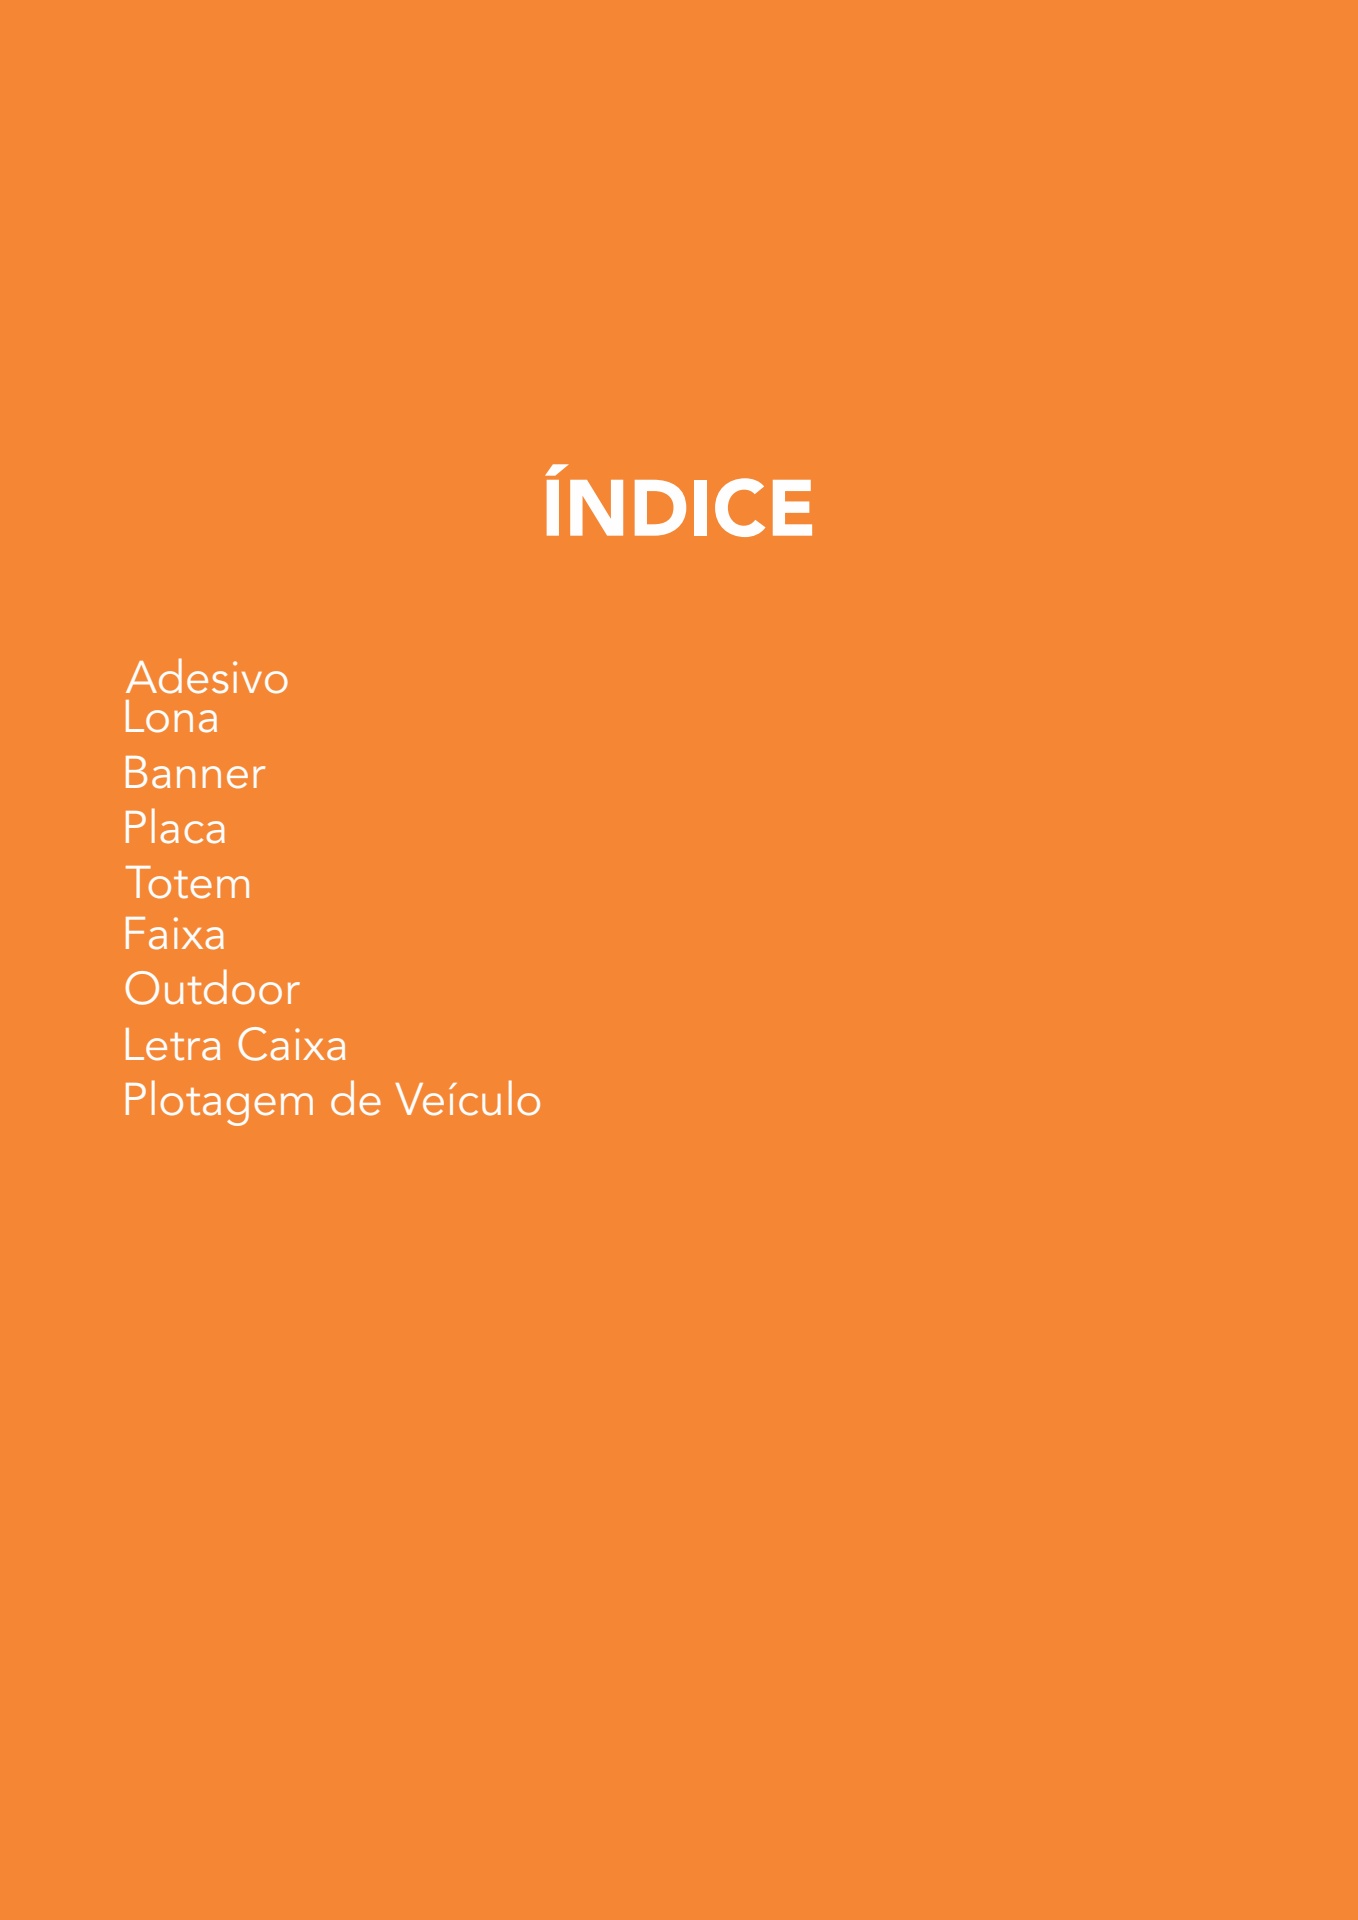 ÍNDICE
Adesivo
Lona
Banner
Placa
Totem
Faixa
Outdoor
Letra Caixa
Plotagem de Veículo